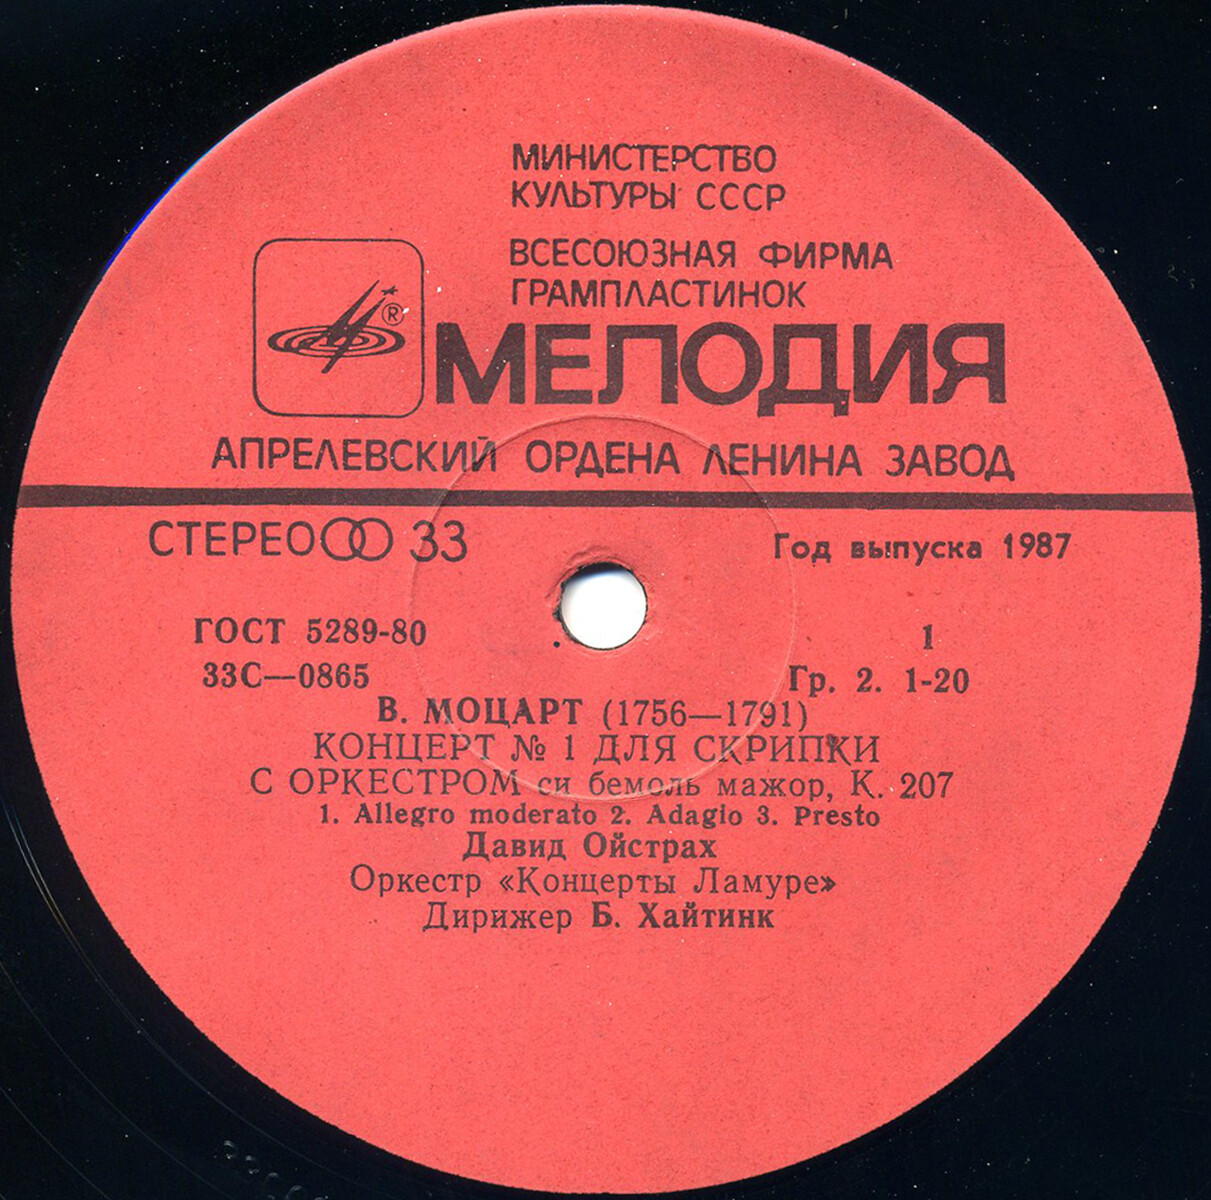 МИНИСТЕРСТВО
КУЛЬТУРЫ СССР
ВСЕСОЮЗНАЯ ФИРМА
ГРАМПЛАСТИНОК
®
МЕЛОДИЯ
АПРЕЛЕВСКИЙ ОРДЕНА ЛЕНИНА ЗАВОД
СТЕРЕО 33
Год выпуска 1987
ГОСТ 5289-80
1
33С—0865
Гр. 2. 1-20
В. МОЦАРТ (1756—1791)
КОНЦЕРТ № 1 ДЛЯ СКРИПКИ
С ОРКЕСТРОМ си бемоль мажор, К. 207
1. Allegro moderato 2. Adagio 3. Presto
Давид Ойстрах
Оркестр «Концерты Ламуре»
Дирижер Б. Хайтинк